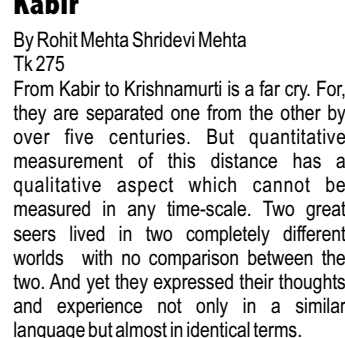 Kabir
By Rohit Mehta Shridevi Mehta
Tk 275
From Kabir to Krishnamurti is a far cry. For,
they are separated one from the other by
over five centuries. But quantitative
measurement of this distance has a
qualitative aspect which cannot be
measured in any time-scale. Two great
seers lived in two completely different
worlds with no comparison between the
two. And yet they expressed their thoughts
and experience not only in a similar
language but almost in identical terms.